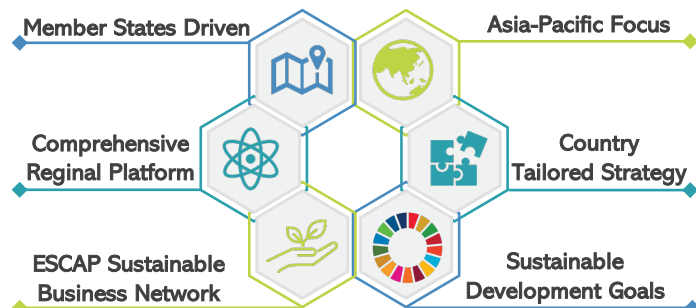 Member States Driven
Asia-Pacific Focus
Comprehensive
Reginal Platform
Country
Tailored Strategy
ESCAP Sustainable
Business Network
Sustainable
Development Goals